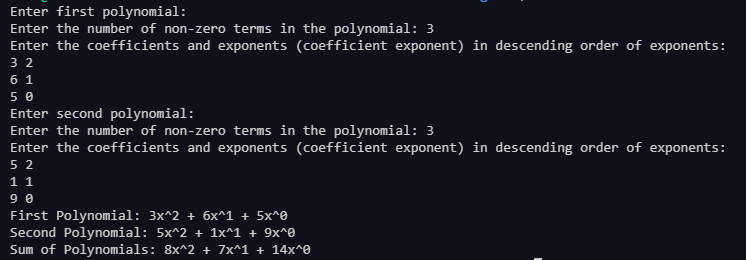 Enter first polynomial:
Enter the number of non-zero terms in the polynomial: 3
Enter the coefficients and exponents (coefficient exponent) in descending order of exponents:
3 2
6 1
5 0
Enter second polynomial:
Enter the number of non-zero terms in the polynomial: 3
Enter the coefficients and exponents (coefficient exponent) in descending order of exponents:
5 2
1 1
9 0
First Polynomial: 3x^2 + 6x^1 + 5x^0
Second Polynomial: 5x^2 + 1x^1 + 9x^0
Sum of Polynomials: 8x^2 + 7x^1 + 14x^0